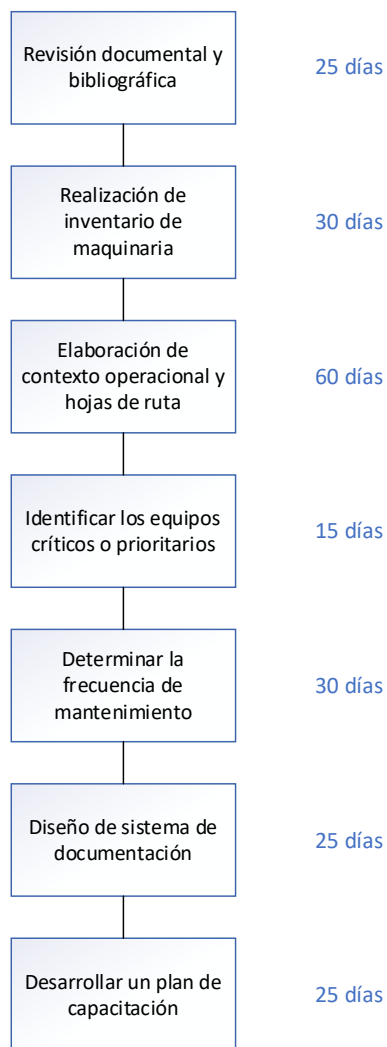 Revisión documental y
bibliográfica
25 días
Realización de
inventario de
maquinaria
30 días
Elaboración de
contexto operacional y
hojas de ruta
60 días
Identificar los equipos
críticos o prioritarios
15 días
Determinar la
frecuencia de
mantenimiento
30 días
Diseño de sistema de
documentación
25 días
Desarrollar un plan de
capacitación
25 días